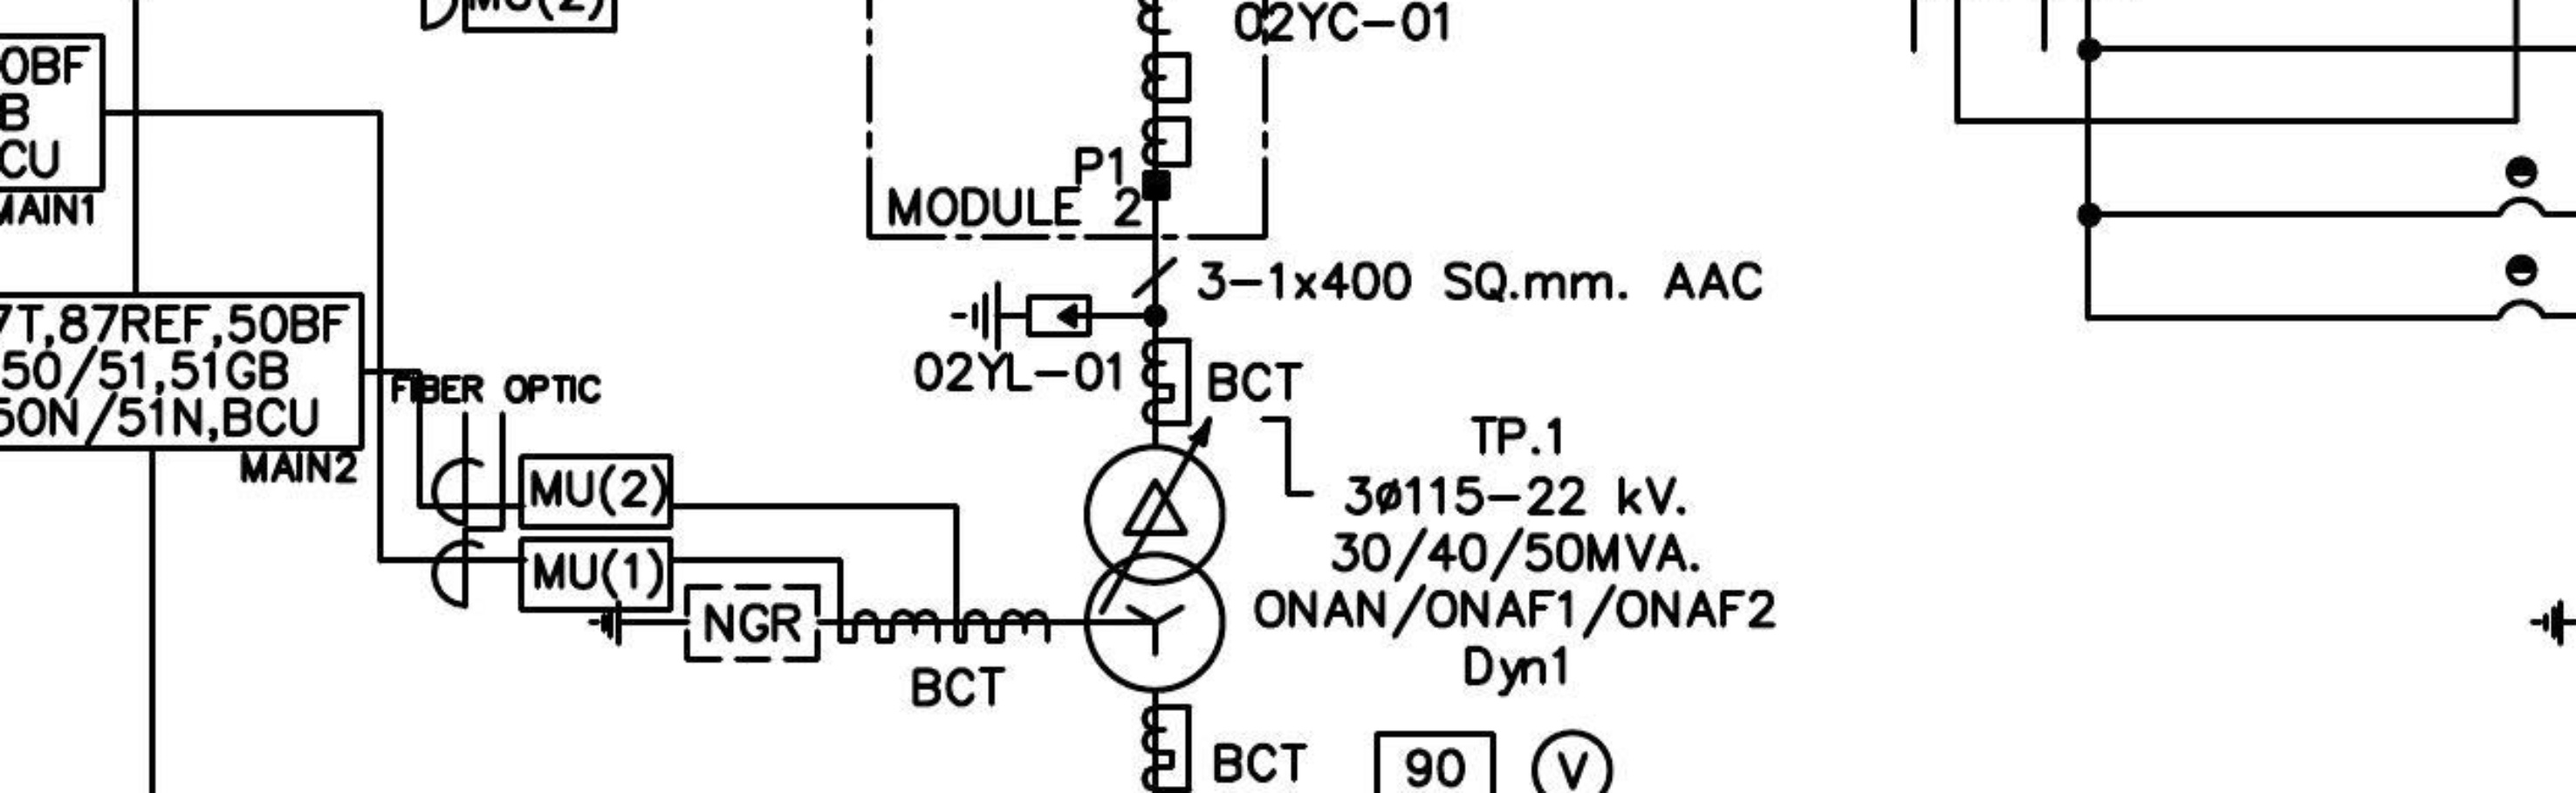 MU(2)
02YC-01
0BF
B
CU
MAIN1
P1
MODULE 2
3-1x400 SQ.mm. AAC
7T,87REF,50BF
50/51,51GB
50N/51N,BCU
MAIN2
FIBER OPTIC
02YL-01
BCT
TP.1
3ø115-22 kV.
30/40/50MVA.
ONAN/ONAF1/ONAF2
Dyn1
MU(2)
MU(1)
NGR
BCT
BCT
90
V